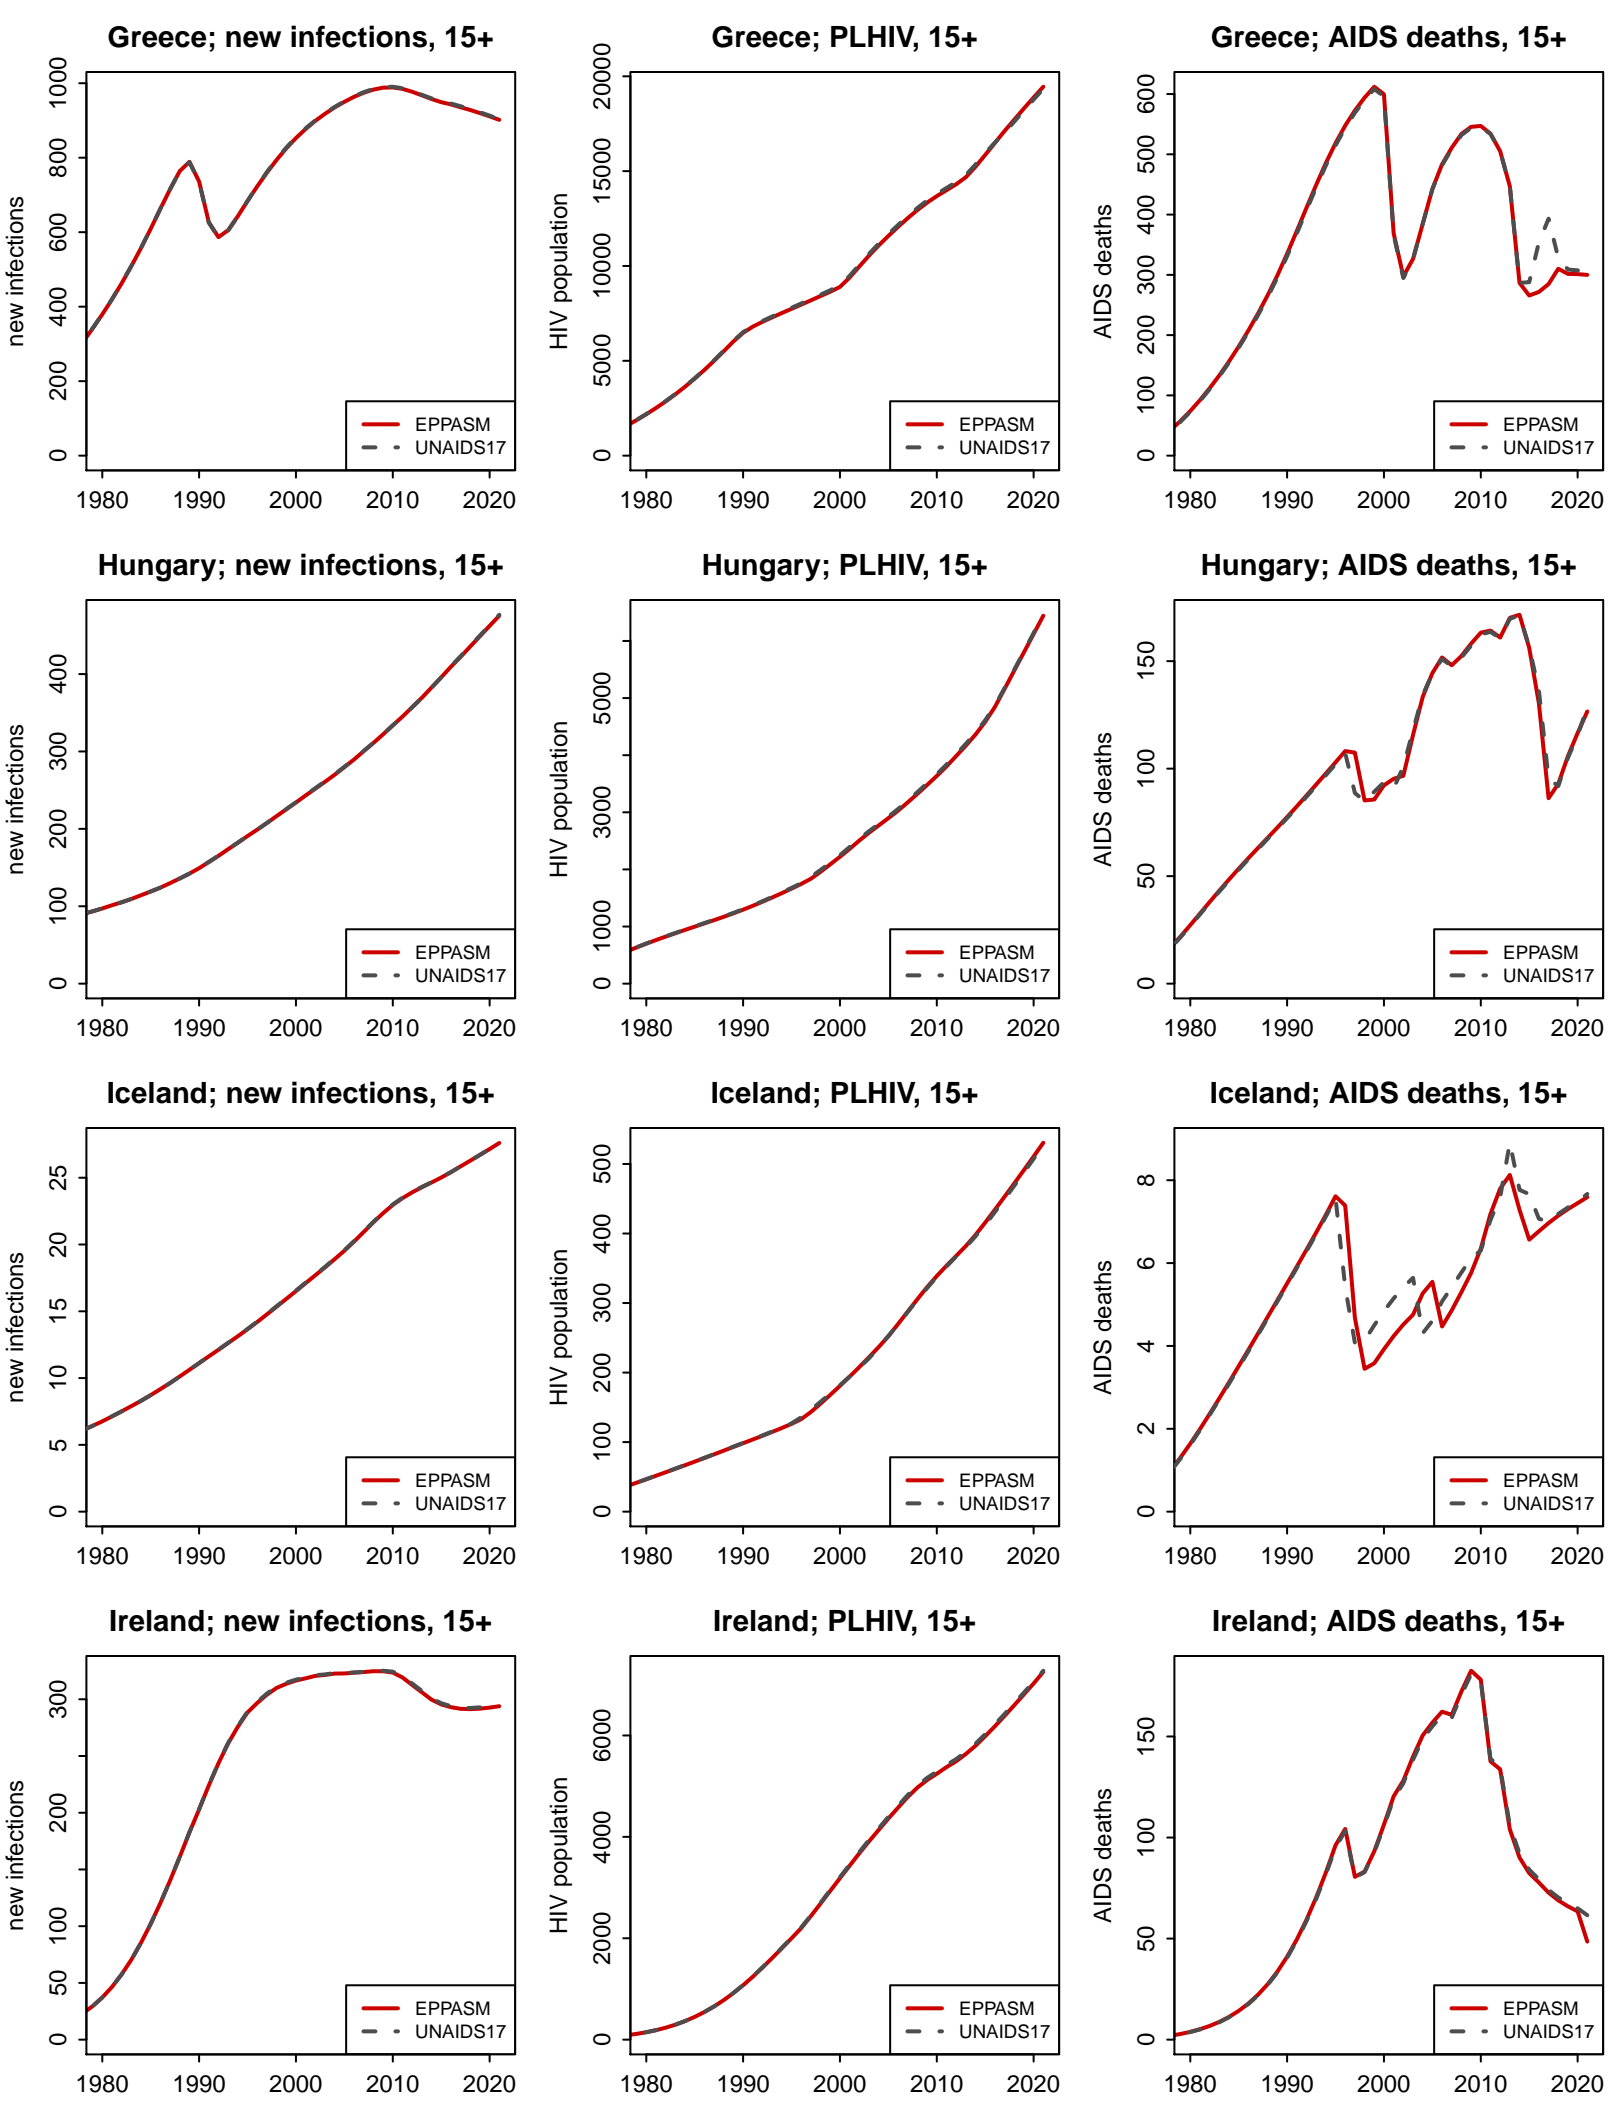 Greece; new infections, 15+
new infections
0 200 400 600 800 1000
1980 1990 2000 2010 2020
EPPASM
UNAIDS17
Greece; PLHIV, 15+
HIV population
0 5000 10000 15000 20000
1980 1990 2000 2010 2020
EPPASM
UNAIDS17
Greece; AIDS deaths, 15+
AIDS deaths
0 100 200 300 400 500 600
1980 1990 2000 2010 2020
EPPASM
UNAIDS17
Hungary; new infections, 15+
new infections
0 100 200 300 400
1980 1990 2000 2010 2020
EPPASM
UNAIDS17
Hungary; PLHIV, 15+
HIV population
0 1000 3000 5000
1980 1990 2000 2010 2020
EPPASM
UNAIDS17
Hungary; AIDS deaths, 15+
AIDS deaths
0 50 100 150
1980 1990 2000 2010 2020
EPPASM
UNAIDS17
Iceland; new infections, 15+
new infections
0 5 10 15 20 25
1980 1990 2000 2010 2020
EPPASM
UNAIDS17
Iceland; PLHIV, 15+
HIV population
0 100 200 300 400 500
1980 1990 2000 2010 2020
EPPASM
UNAIDS17
Iceland; AIDS deaths, 15+
AIDS deaths
0 2 4 6 8
1980 1990 2000 2010 2020
EPPASM
UNAIDS17
Ireland; new infections, 15+
new infections
0 50 100 200 300
1980 1990 2000 2010 2020
EPPASM
UNAIDS17
Ireland; PLHIV, 15+
HIV population
0 2000 4000 6000
1980 1990 2000 2010 2020
EPPASM
UNAIDS17
Ireland; AIDS deaths, 15+
AIDS deaths
0 50 100 150
1980 1990 2000 2010 2020
EPPASM
UNAIDS17